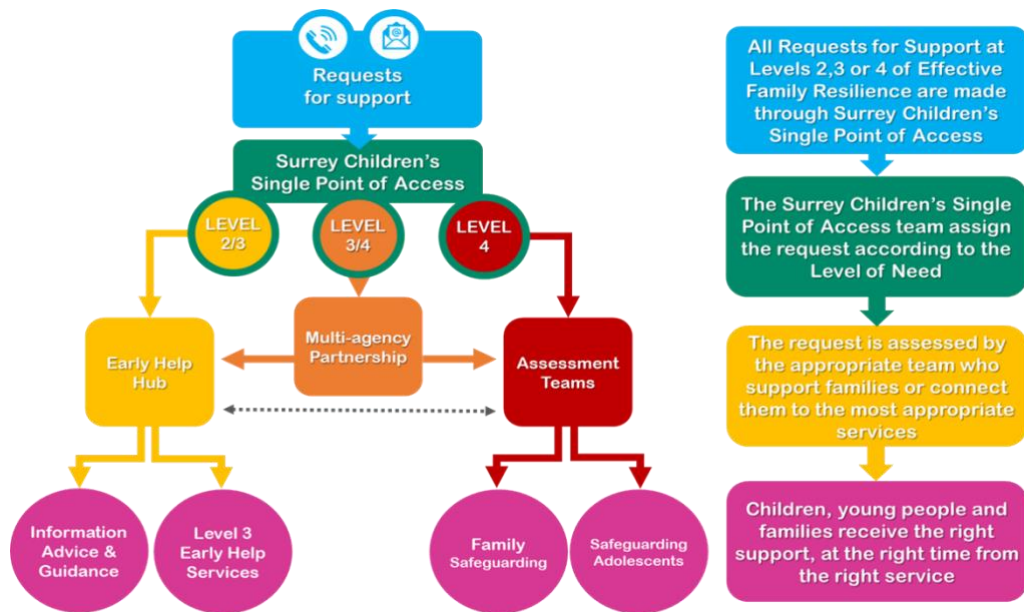 Requests
for support
Surrey Children's
Single Point of Access
LEVEL
2/3
LEVEL
3/4
LEVEL
4
Early Help
Hub
Multi-agency
Partnership
Assessment
Teams
Information
Advice &
Guidance
Level 3
Early Help
Services
Family
Safeguarding
Safeguarding
Adolescents
All Requests for Support at
Levels 2,3 or 4 of Effective
Family Resilience are made
through Surrey Children's
Single Point of Access
The Surrey Children's Single
Point of Access team assign
the request according to the
Level of Need
The request is assessed by
the appropriate team who
support families or connect
them to the most appropriate
services
Children, young people and
families receive the right
support, at the right time from
the right service